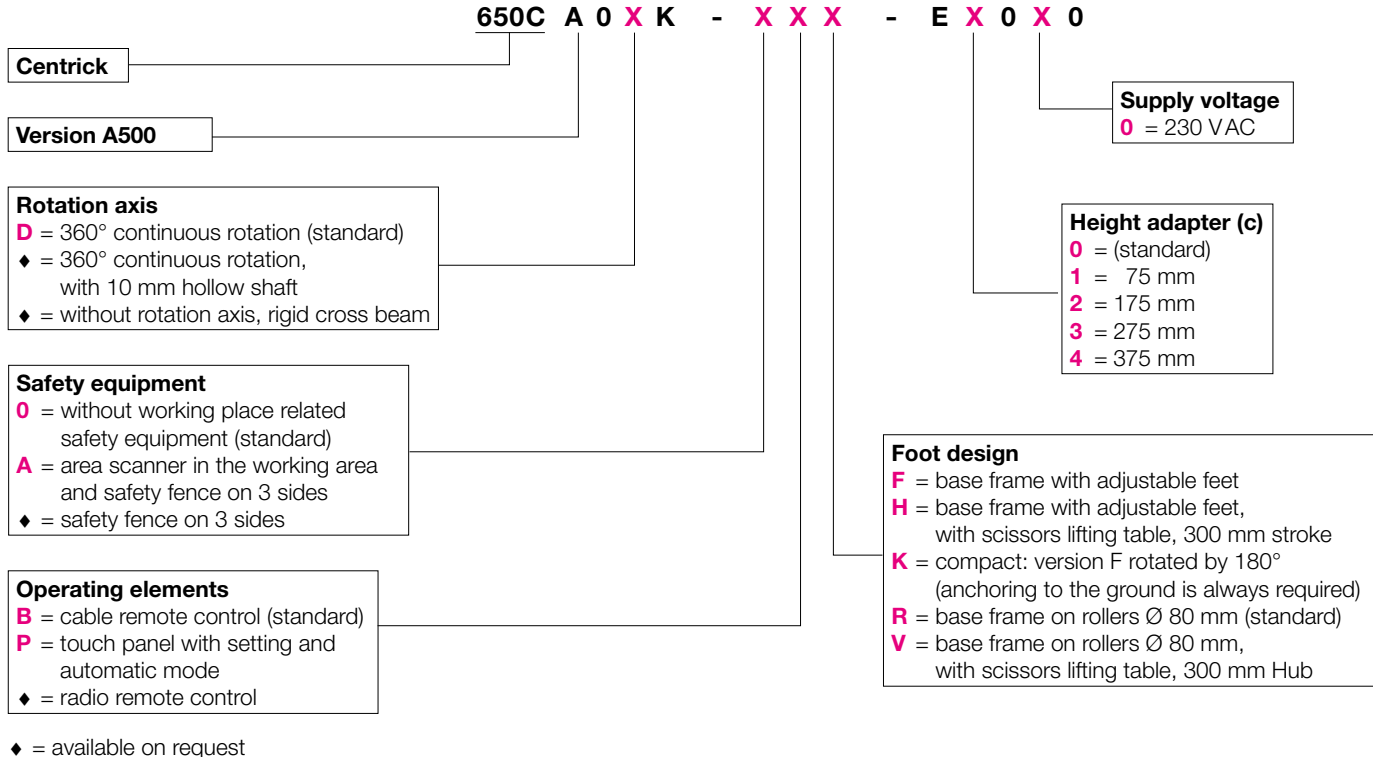 650C A 0 X K - X X X - E X 0 X 0
Centrick
Version A500
Rotation axis
D = 360° continuous rotation (standard)
♦ = 360° continuous rotation,
with 10 mm hollow shaft
♦ = without rotation axis, rigid cross beam
Safety equipment
0 = without working place related
safety equipment (standard)
A = area scanner in the working area
and safety fence on 3 sides
♦ = safety fence on 3 sides
Operating elements
B = cable remote control (standard)
P = touch panel with setting and
automatic mode
♦ = radio remote control
♦ = available on request
Supply voltage
0 = 230 VAC
Height adapter (c)
0 = (standard)
1 = 75 mm
2 = 175 mm
3 = 275 mm
4 = 375 mm
Foot design
F = base frame with adjustable feet
H = base frame with adjustable feet,
with scissors lifting table, 300 mm stroke
K = compact: version F rotated by 180°
(anchoring to the ground is always required)
R = base frame on rollers Ø 80 mm (standard)
V = base frame on rollers Ø 80 mm,
with scissors lifting table, 300 mm Hub